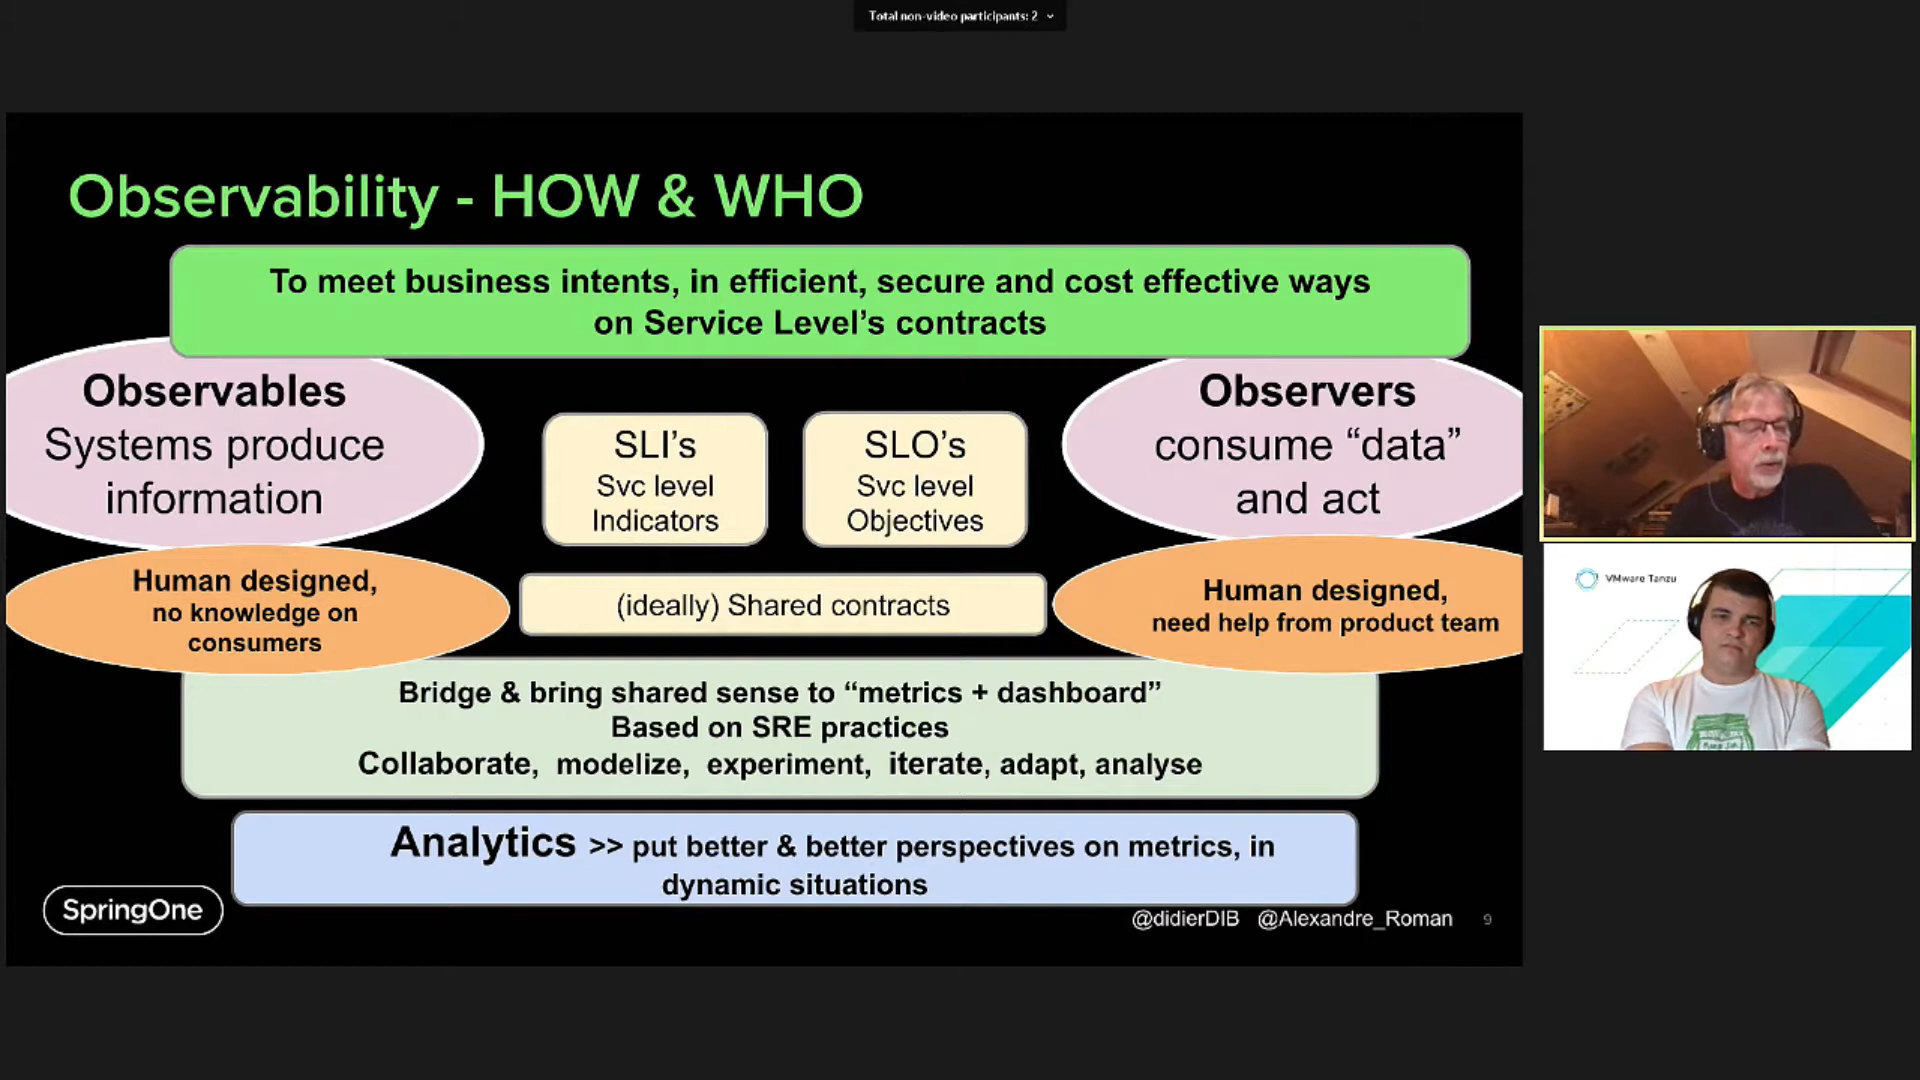 Total non-video participants: 2
Observability - HOW & WHO
To meet business intents, in efficient, secure and cost effective ways
on Service Level’s contracts
Observables
Systems produce
information
SLI’s
Svc level
Indicators
SLO’s
Svc level
Objectives
Observers
consume “data”
and act
Human designed,
no knowledge on
consumers
(ideally) Shared contracts
Human designed,
need help from product team
Bridge & bring shared sense to “metrics + dashboard”
Based on SRE practices
Collaborate, modelize, experiment, iterate, adapt, analyse
Analytics >> put better & better perspectives on metrics, in
dynamic situations
SpringOne
@didierDIB @Alexandre_Roman
9
VMware Tanzu